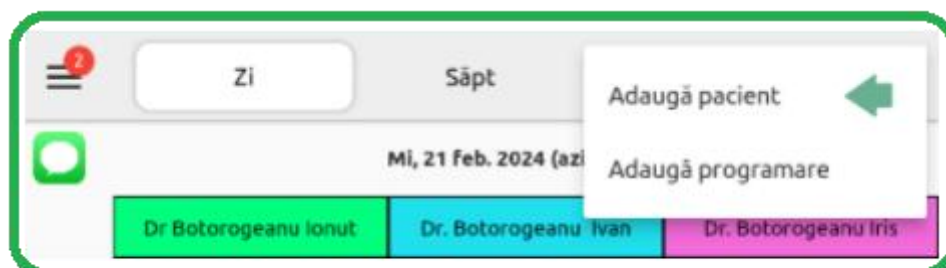 2
Zi
Săpt
Adaugă pacient
Mi, 21 feb. 2024 (azi
Adaugă programare
Dr Botorogeanu Ionut
Dr. Botorogeanu Ivan
Dr. Botorogeanu Iris